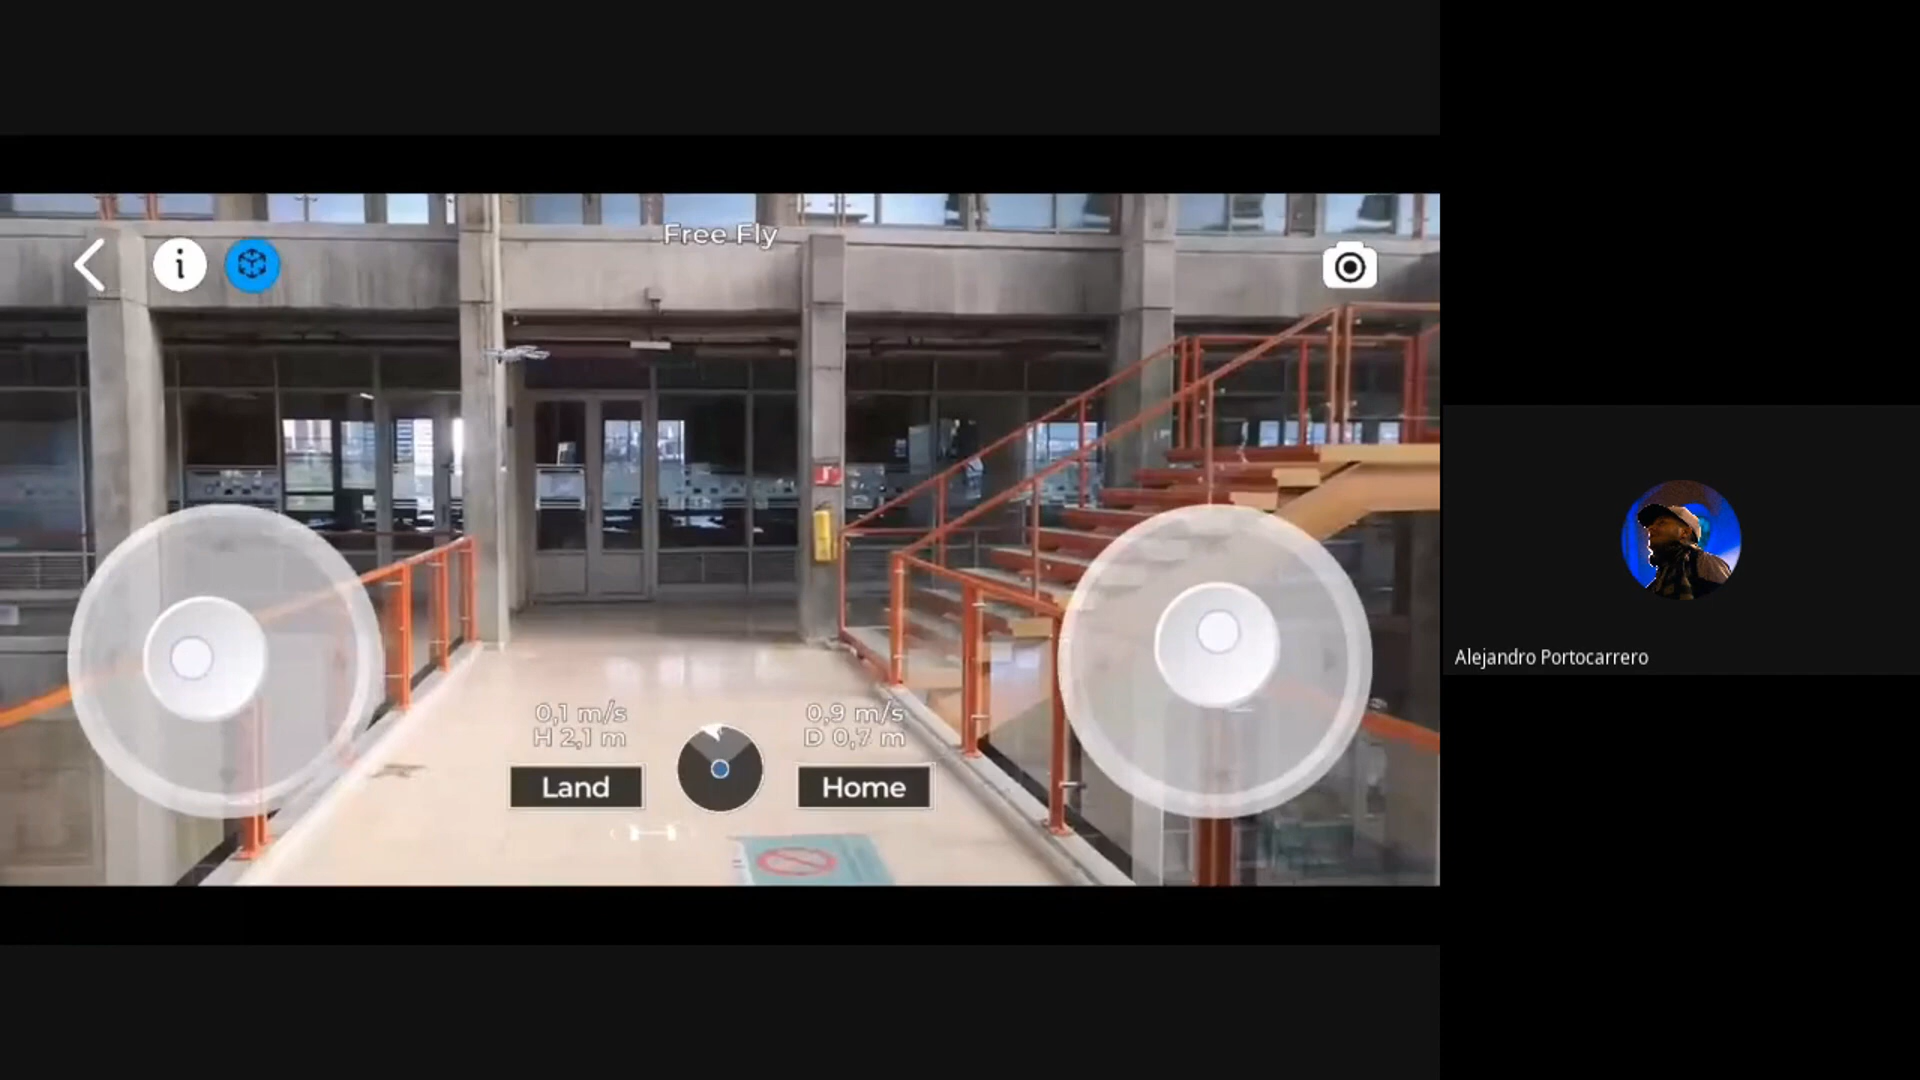 Free Fly
i
0,1 m/s
H 2,1 m
0,9 m/s
D 0,7 m
Land
Home
Alejandro Portocarrero